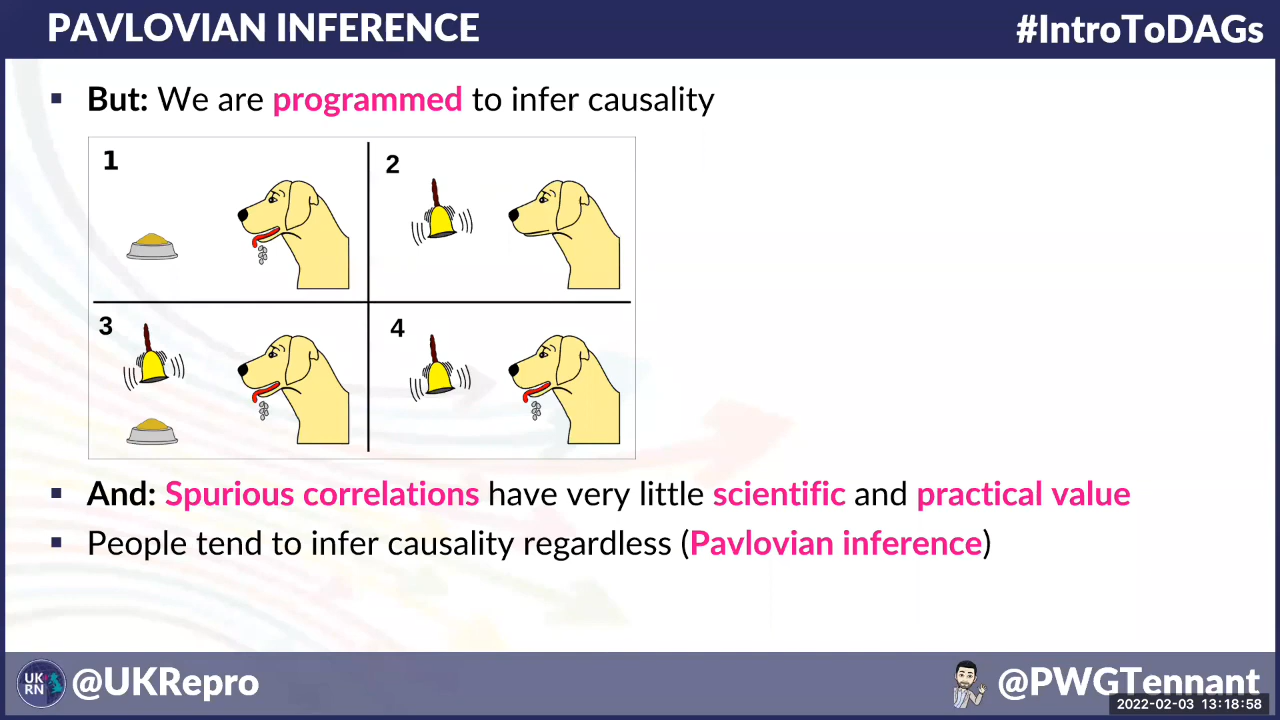 PAVLOVIAN INFERENCE
#IntroToDAGs
▪ But: We are programmed to infer causality
1
2
3
4
▪ And: Spurious correlations have very little scientific and practical value
▪ People tend to infer causality regardless (Pavlovian inference)
UK
RN
@UKRepro
@PWGTennant
2022-02-03 13:18:58